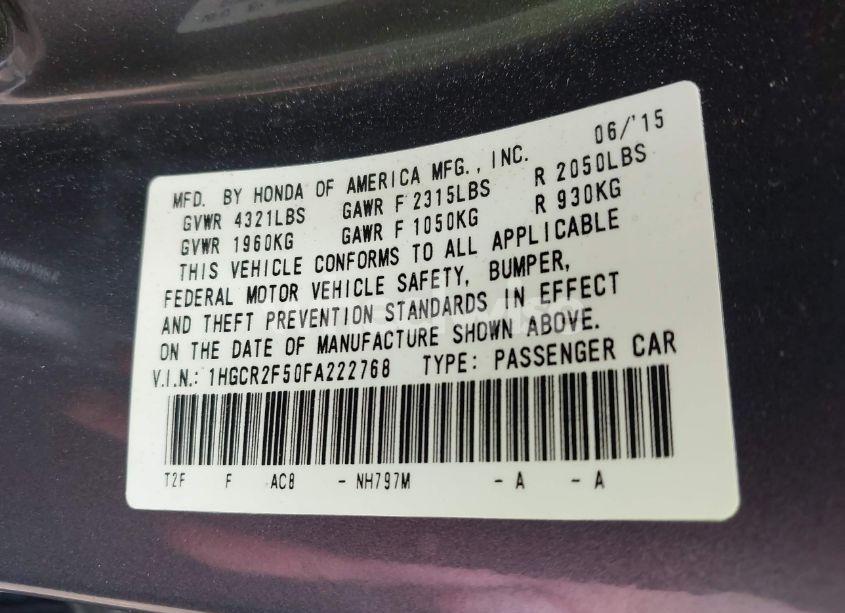 MFD. BY HONDA OF AMERICA MFG., INC. 06/'15
GVWR 4321LBS GAWR F 2315LBS R 2050LBS
GVWR 1960KG GAWR F 1050KG R 930KG
THIS VEHICLE CONFORMS TO ALL APPLICABLE
FEDERAL MOTOR VEHICLE SAFETY, BUMPER,
AND THEFT PREVENTION STANDARDS IN EFFECT
ON THE DATE OF MANUFACTURE SHOWN ABOVE.
V.I.N.: 1HGCR2F50FA222768 TYPE: PASSENGER CAR
T2F F AC8 - NH797M - A - A